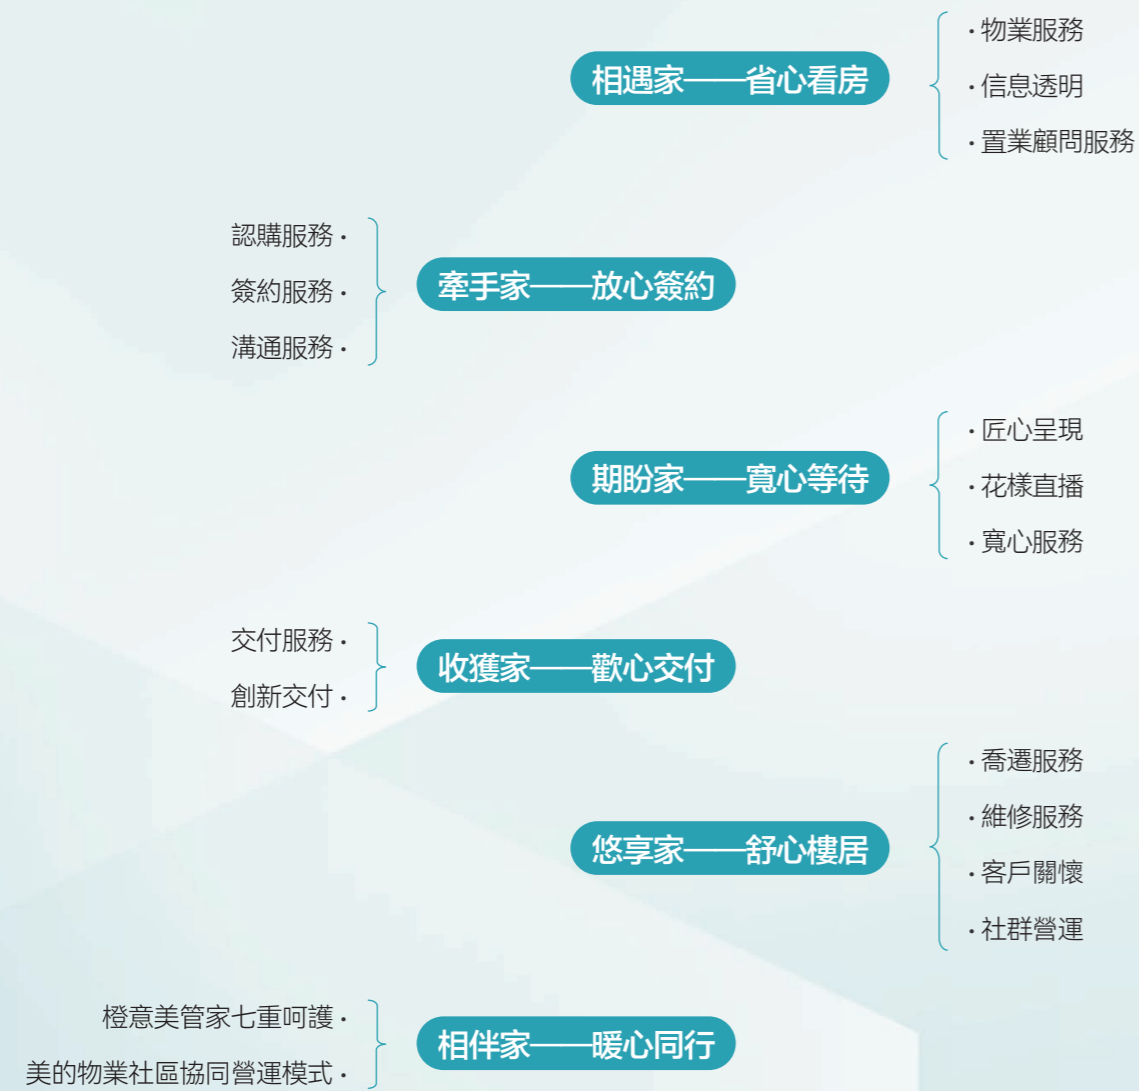 相遇家——省心看房
·物業服務
·信息透明
·置業顧問服務
牽手家——放心簽約
認購服務·
簽約服務·
溝通服務·
期盼家——寬心等待
·匠心呈現
·花樣直播
·寬心服務
收獲家——歡心交付
交付服務·
創新交付·
悠享家——舒心樓居
·喬遷服務
·維修服務
·客戶關懷
·社群營運
相伴家——暖心同行
橙意美管家七重呵護·
美的物業社區協同營運模式·